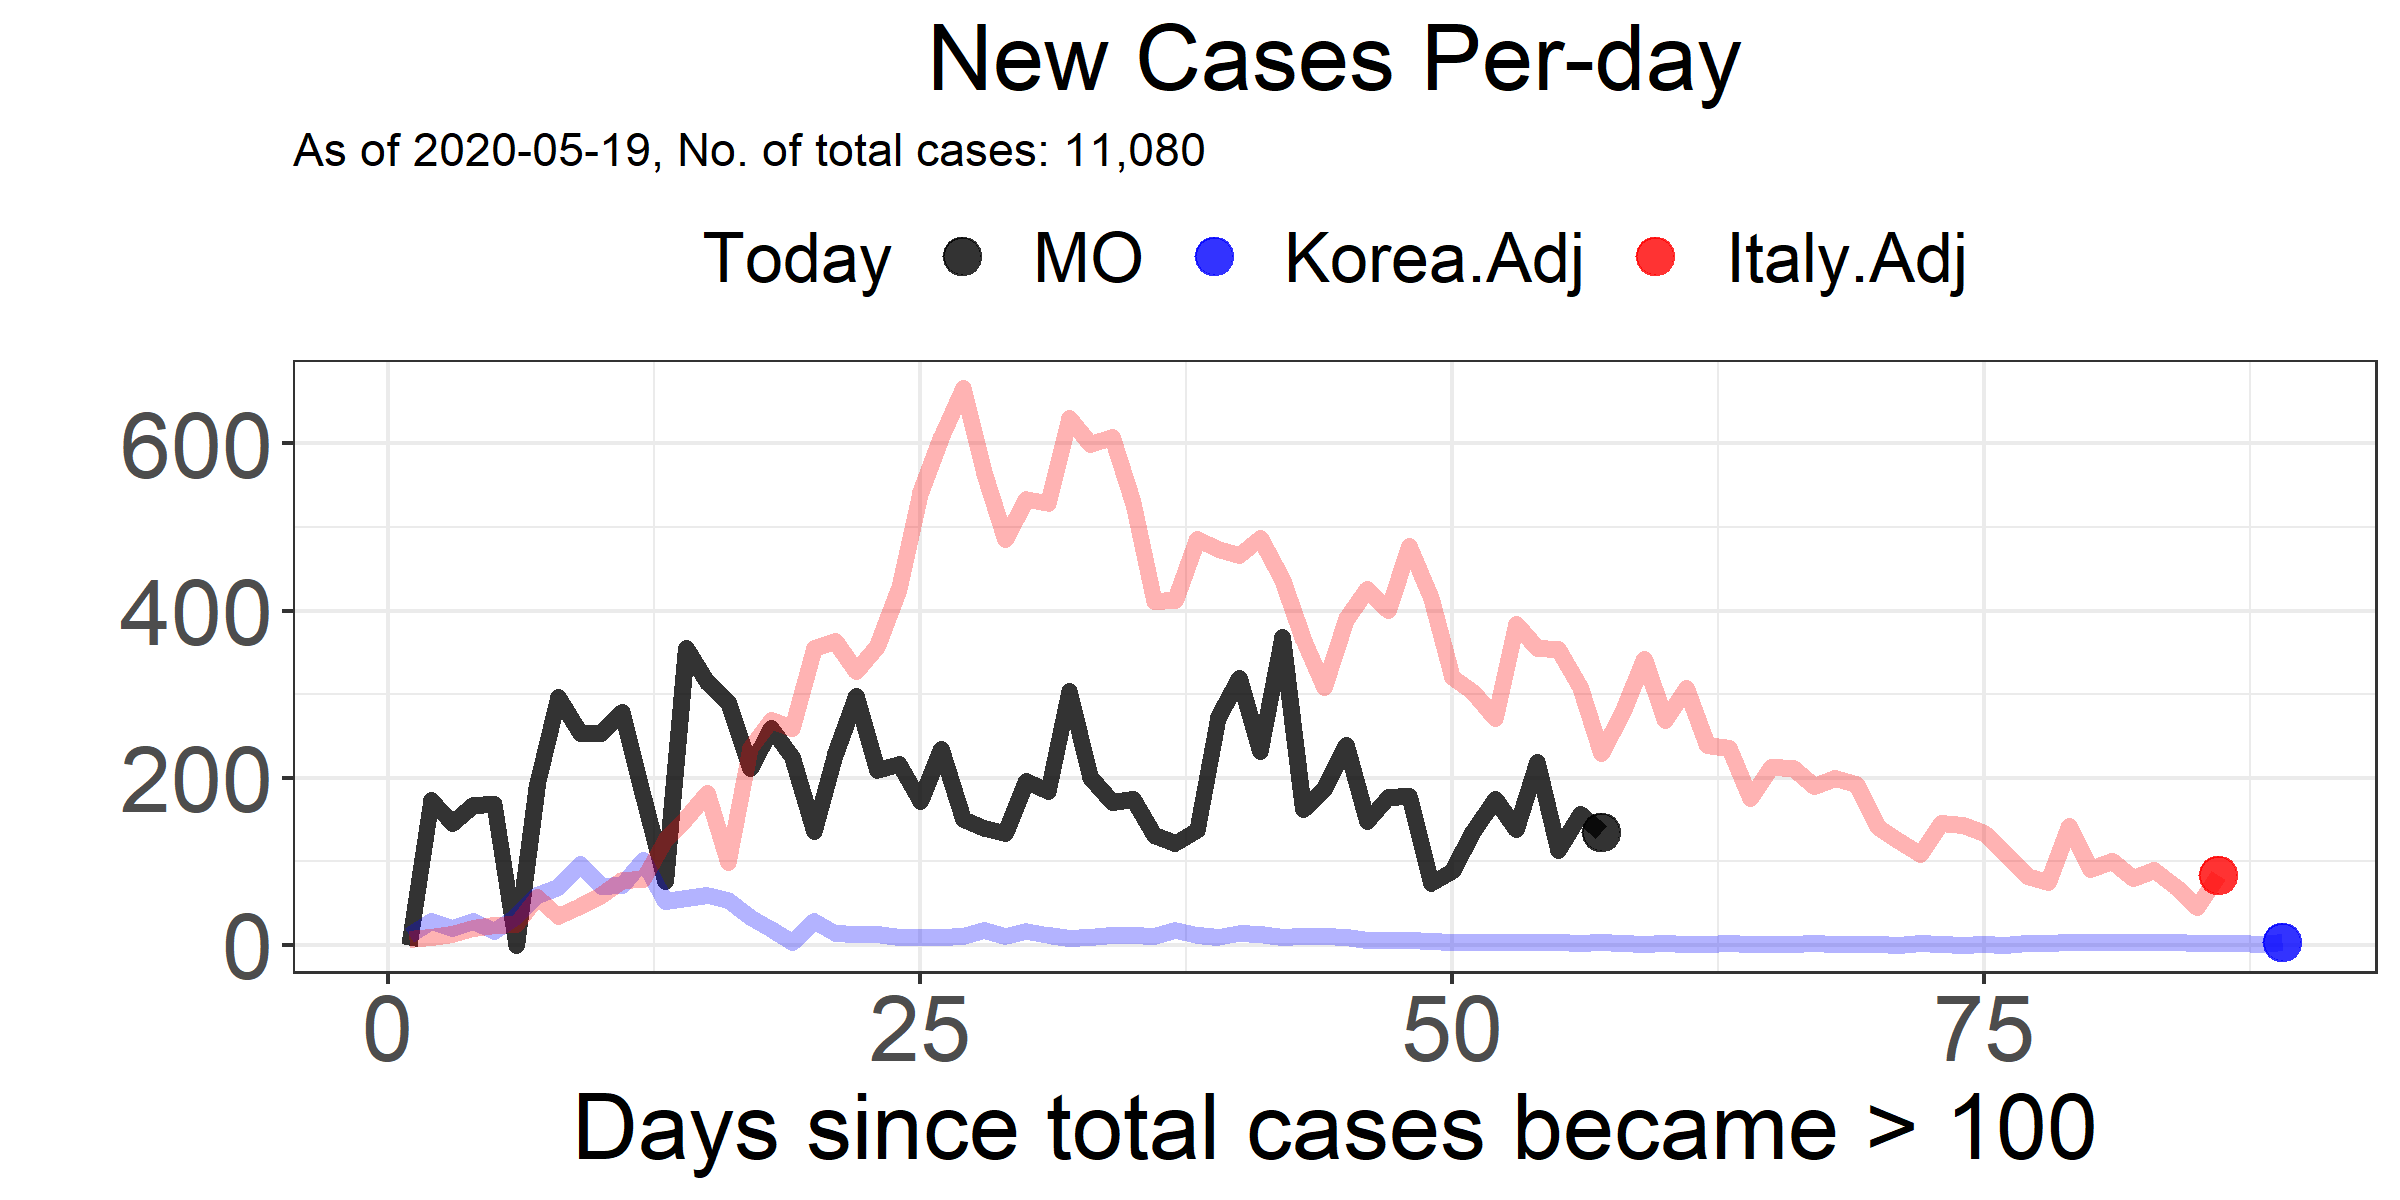 New Cases Per-day
As of 2020-05-19, No. of total cases: 11,080
Today MO Korea.Adj Italy.Adj
600
400
200
0
0 25 50 75
Days since total cases became > 100